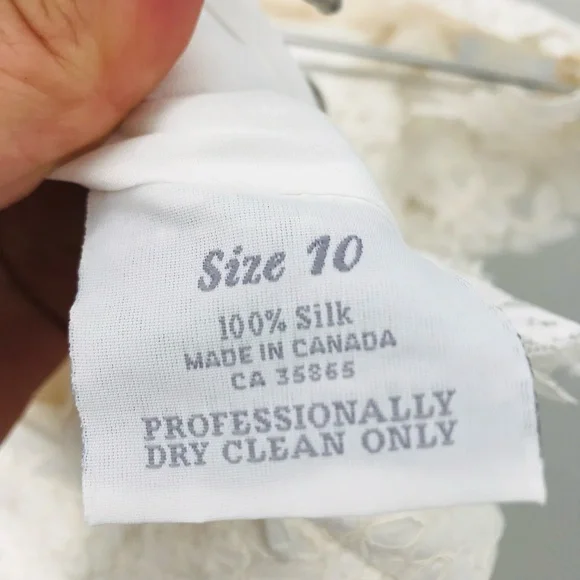 Size 10
100% Silk
MADE IN CANADA
CA 35865
PROFESSIONALLY
DRY CLEAN ONLY